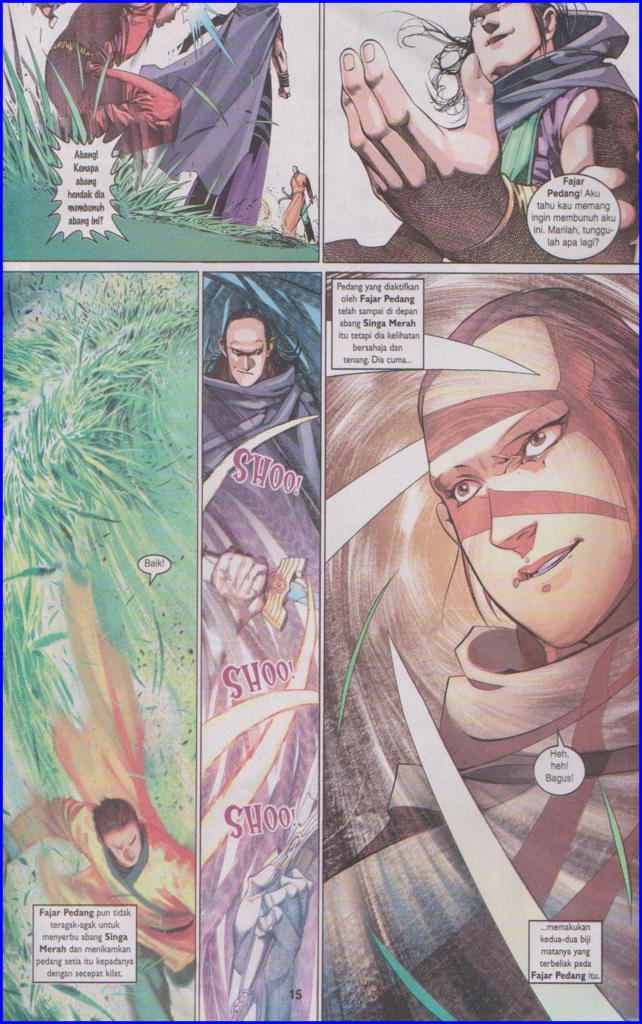 Abang!
Kenapa
abang
hendak dia
membunuh
abang ini?
Fajar
Pedang! Aku
tahu kau memang
ingin membunuh aku
ini. Marilah, tunggu-
lah apa lagi?
Baik!
Fajar Pedang pun tidak
teragak-agak untuk
menyerbu abang Singa
Merah dan menikamkan
pedang setia itu kepadanya
dengan secepat kilat.
SHOO!
SHOO!
SHOO!
Pedang yang diaktifkan
oleh Fajar Pedang
telah sampai di depan
abang Singa Merah
itu tetapi dia kelihatan
bersahaja dan
tenang. Dia cuma...
Heh,
heh!
Bagus!
...memakukan
kedua-dua biji
matanya yang
terbeliak pada
Fajar Pedang itu.
15